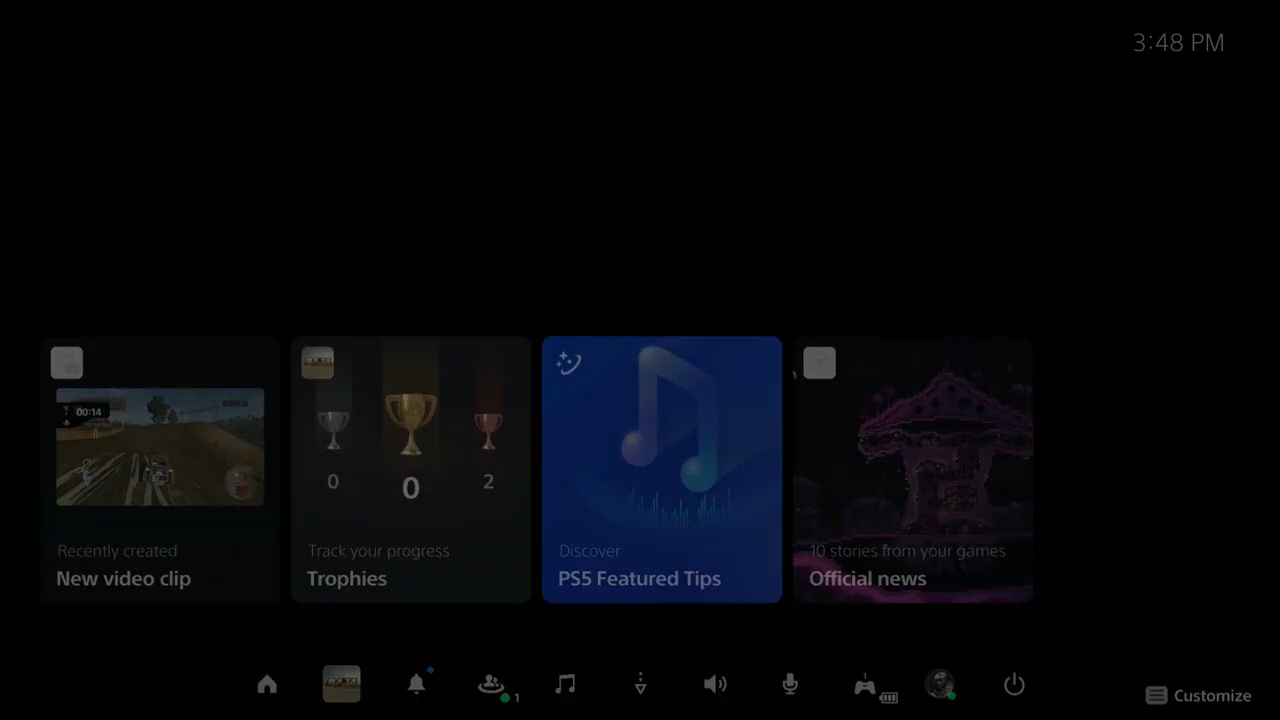 3:48 PM
00:14
0
0
2
Recently created
New video clip
Track your progress
Trophies
Discover
PS5 Featured Tips
10 stories from your games
Official news
1
1
Customize